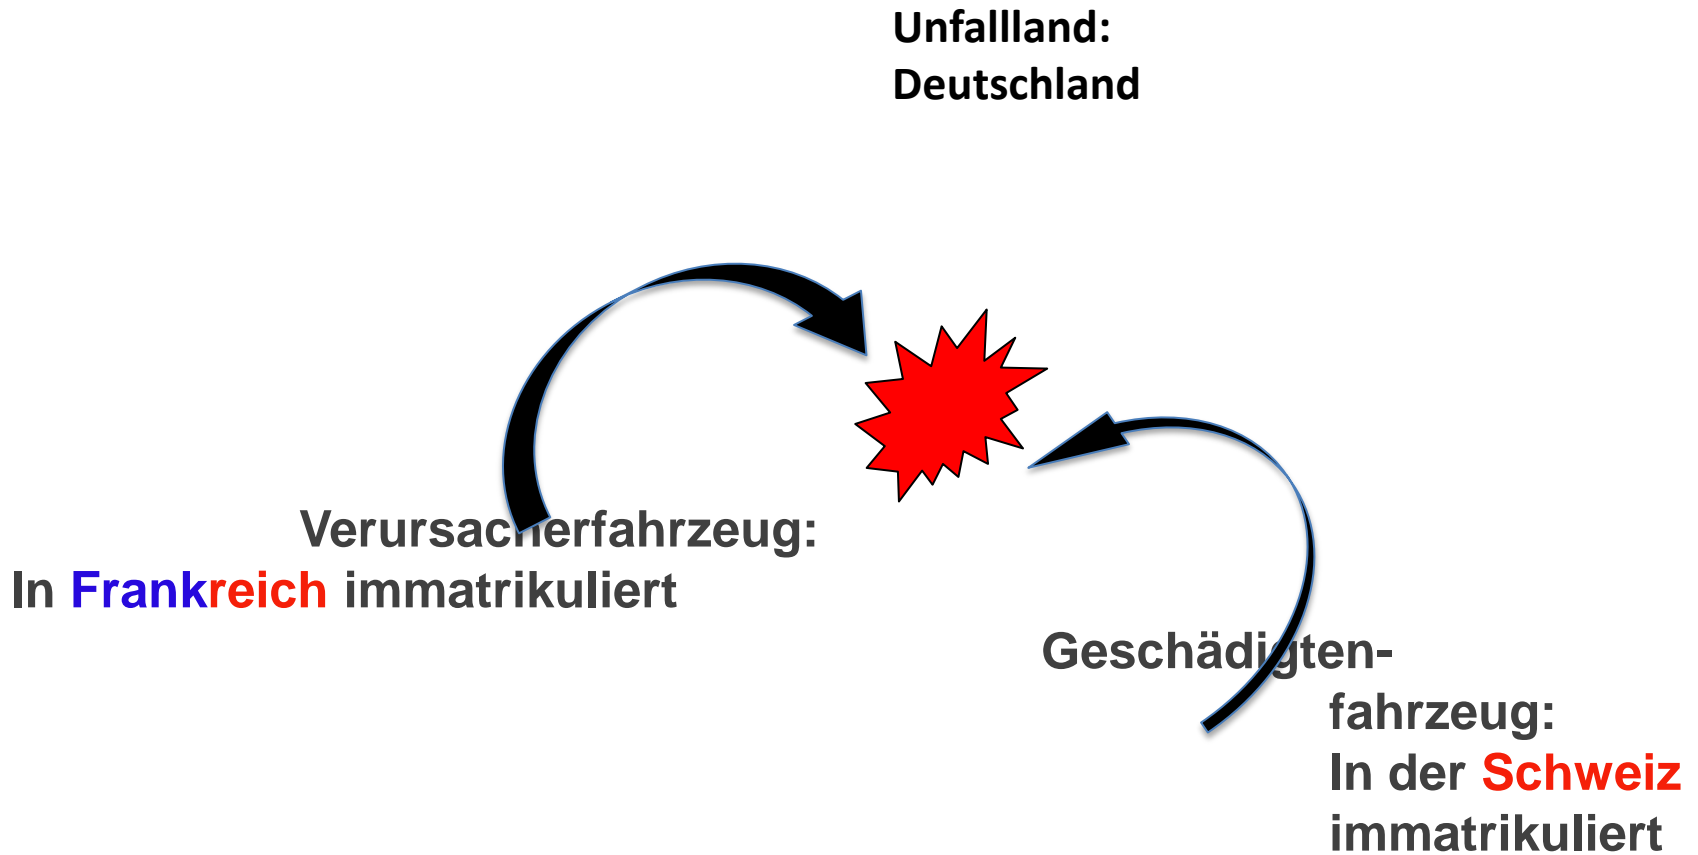 Unfallland:
Deutschland
Verursacherfahrzeug:
In Frankreich immatrikuliert
Geschädigten-
fahrzeug:
In der Schweiz
immatrikuliert